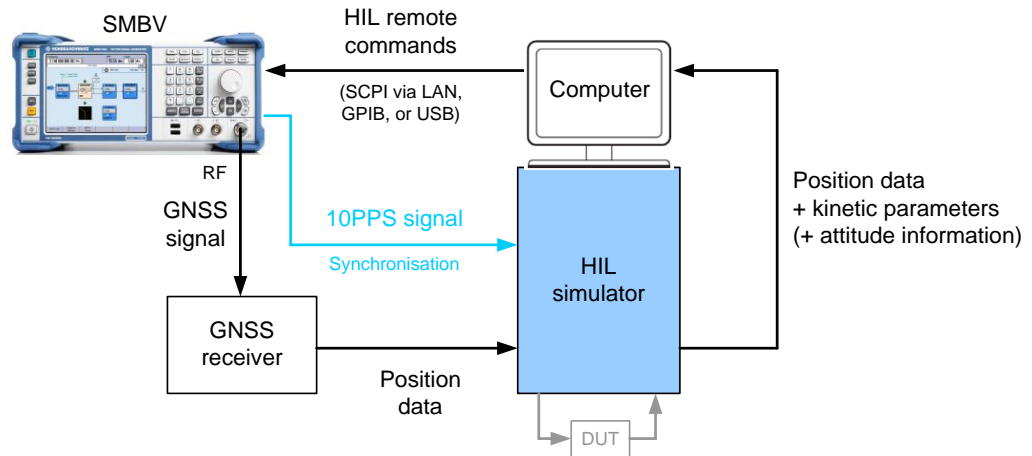 SMBV
HIL remote
commands
(SCPI via LAN,
GPIB, or USB)
Computer
RF
GNSS
signal
10PPS signal
Synchronisation
Position data
+ kinetic parameters
(+ attitude information)
HIL
simulator
GNSS
receiver
Position
data
DUT